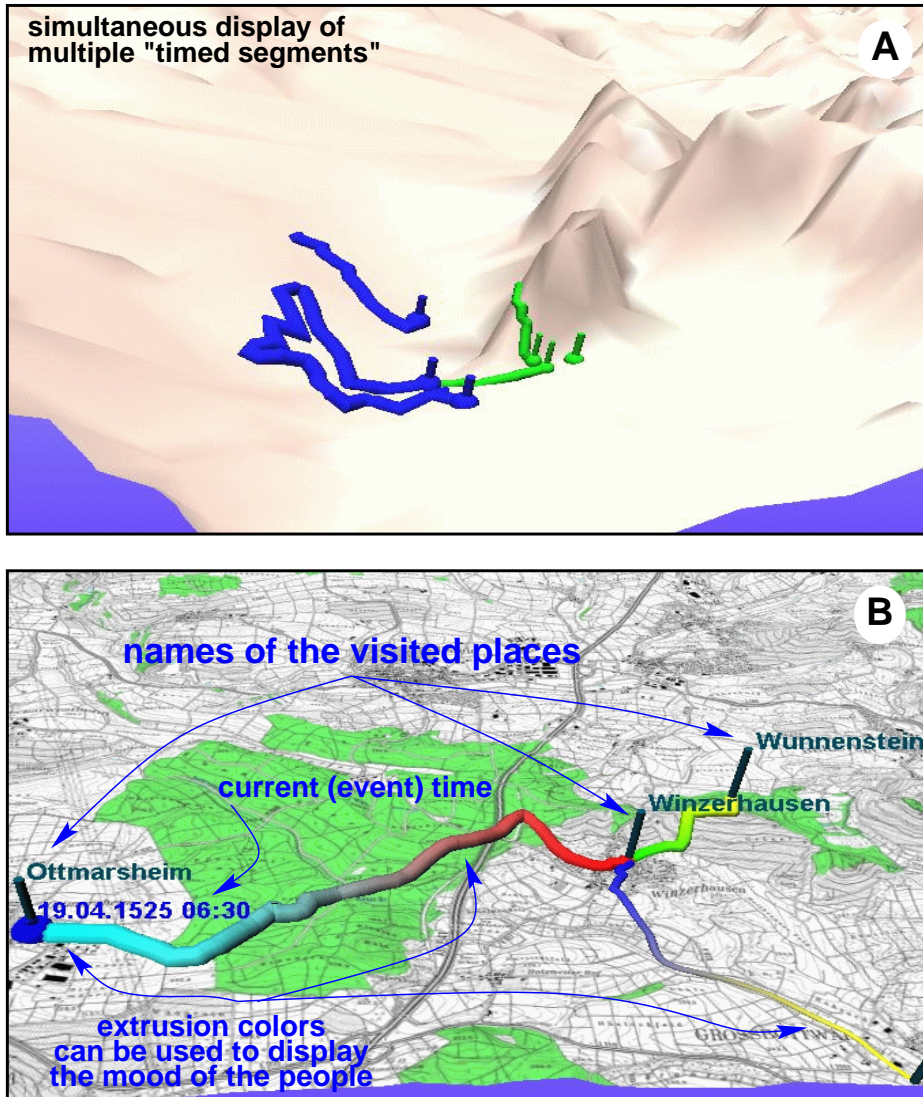 simultaneous display of
multiple "timed segments"
A
B
names of the visited places
Wunnenstein
current (event) time
Winzerhausen
Ottmarsheim
19.04.1525 06:30
Winzerhausen
extrusion colors
can be used to display
the mood of the people